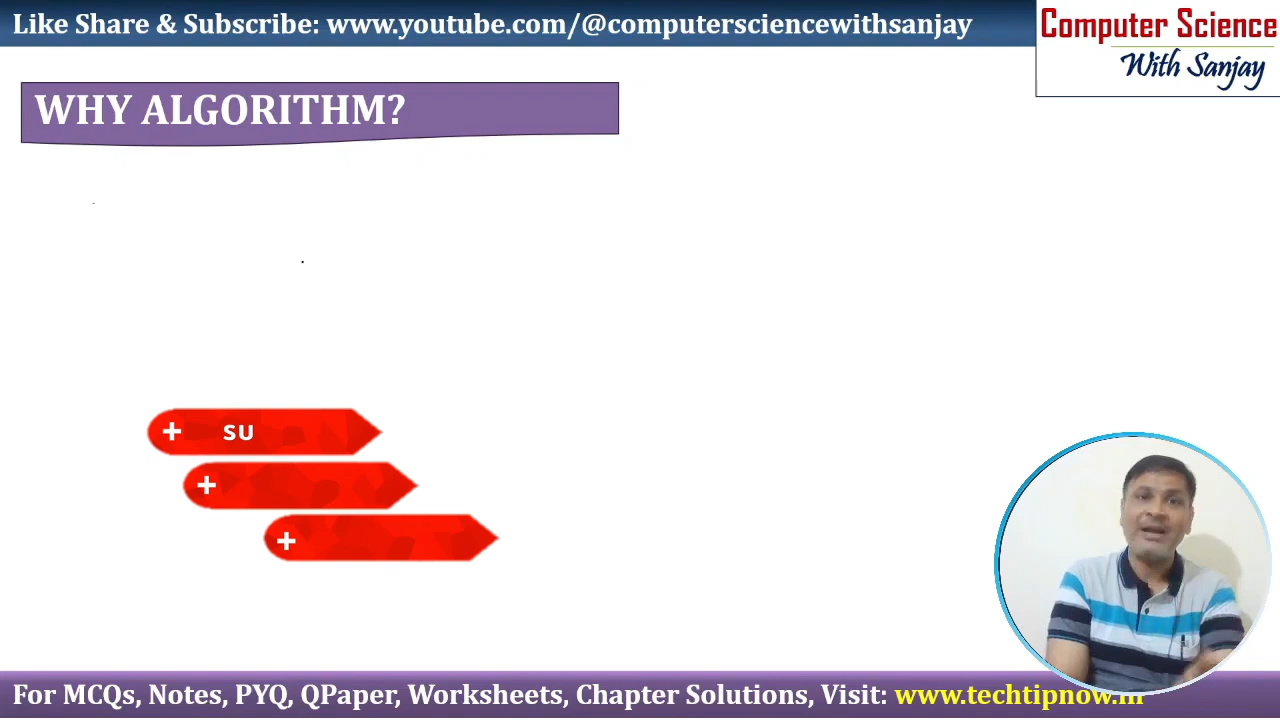 Like Share & Subscribe: www.youtube.com/@computersciencewithsanjay
Computer Science
With Sanjay
WHY ALGORITHM?
+ SU
+
+
For MCQs, Notes, PYQ, QPaper, Worksheets, Chapter Solutions, Visit: www.techtipnow.in